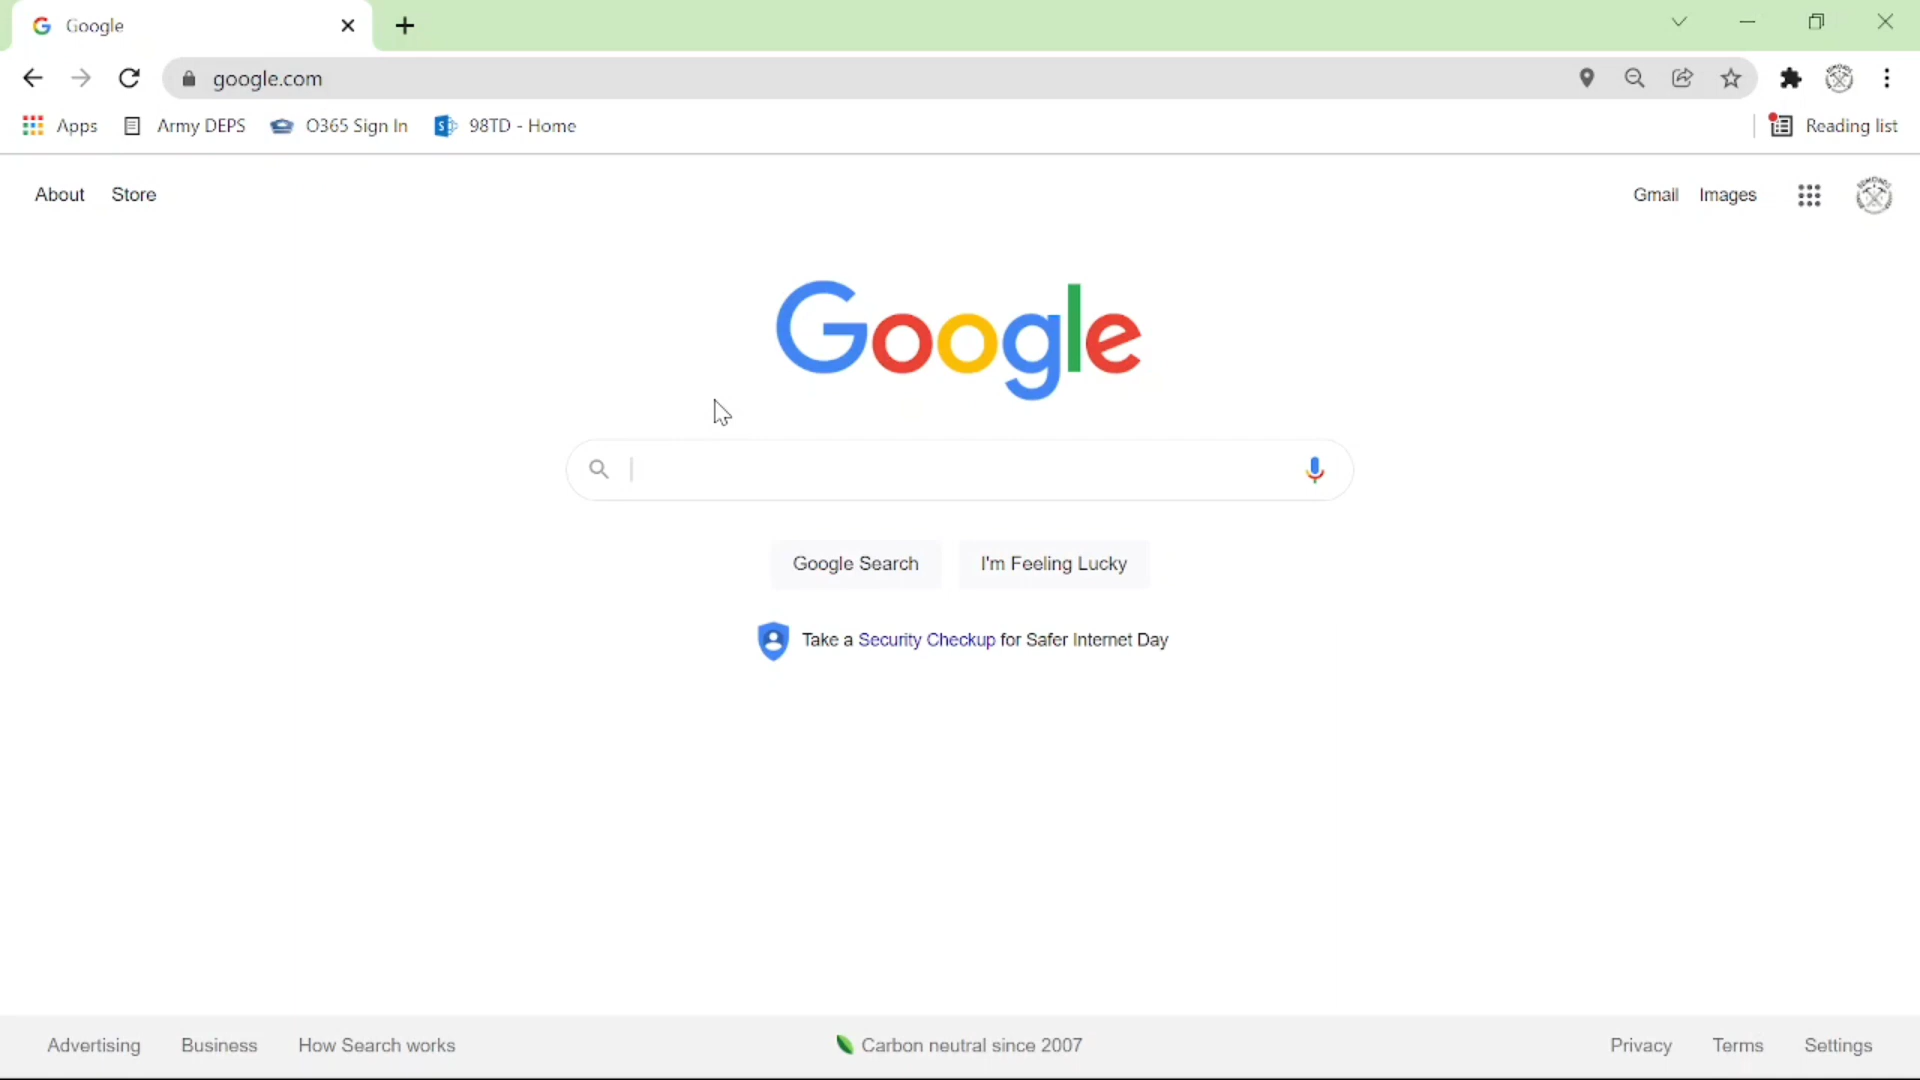 Google
google.com
Apps Army DEPS O365 Sign In 98TD - Home Reading list
About Store Gmail Images
Google
Google Search I'm Feeling Lucky
Take a Security Checkup for Safer Internet Day
Advertising Business How Search works Carbon neutral since 2007 Privacy Terms Settings